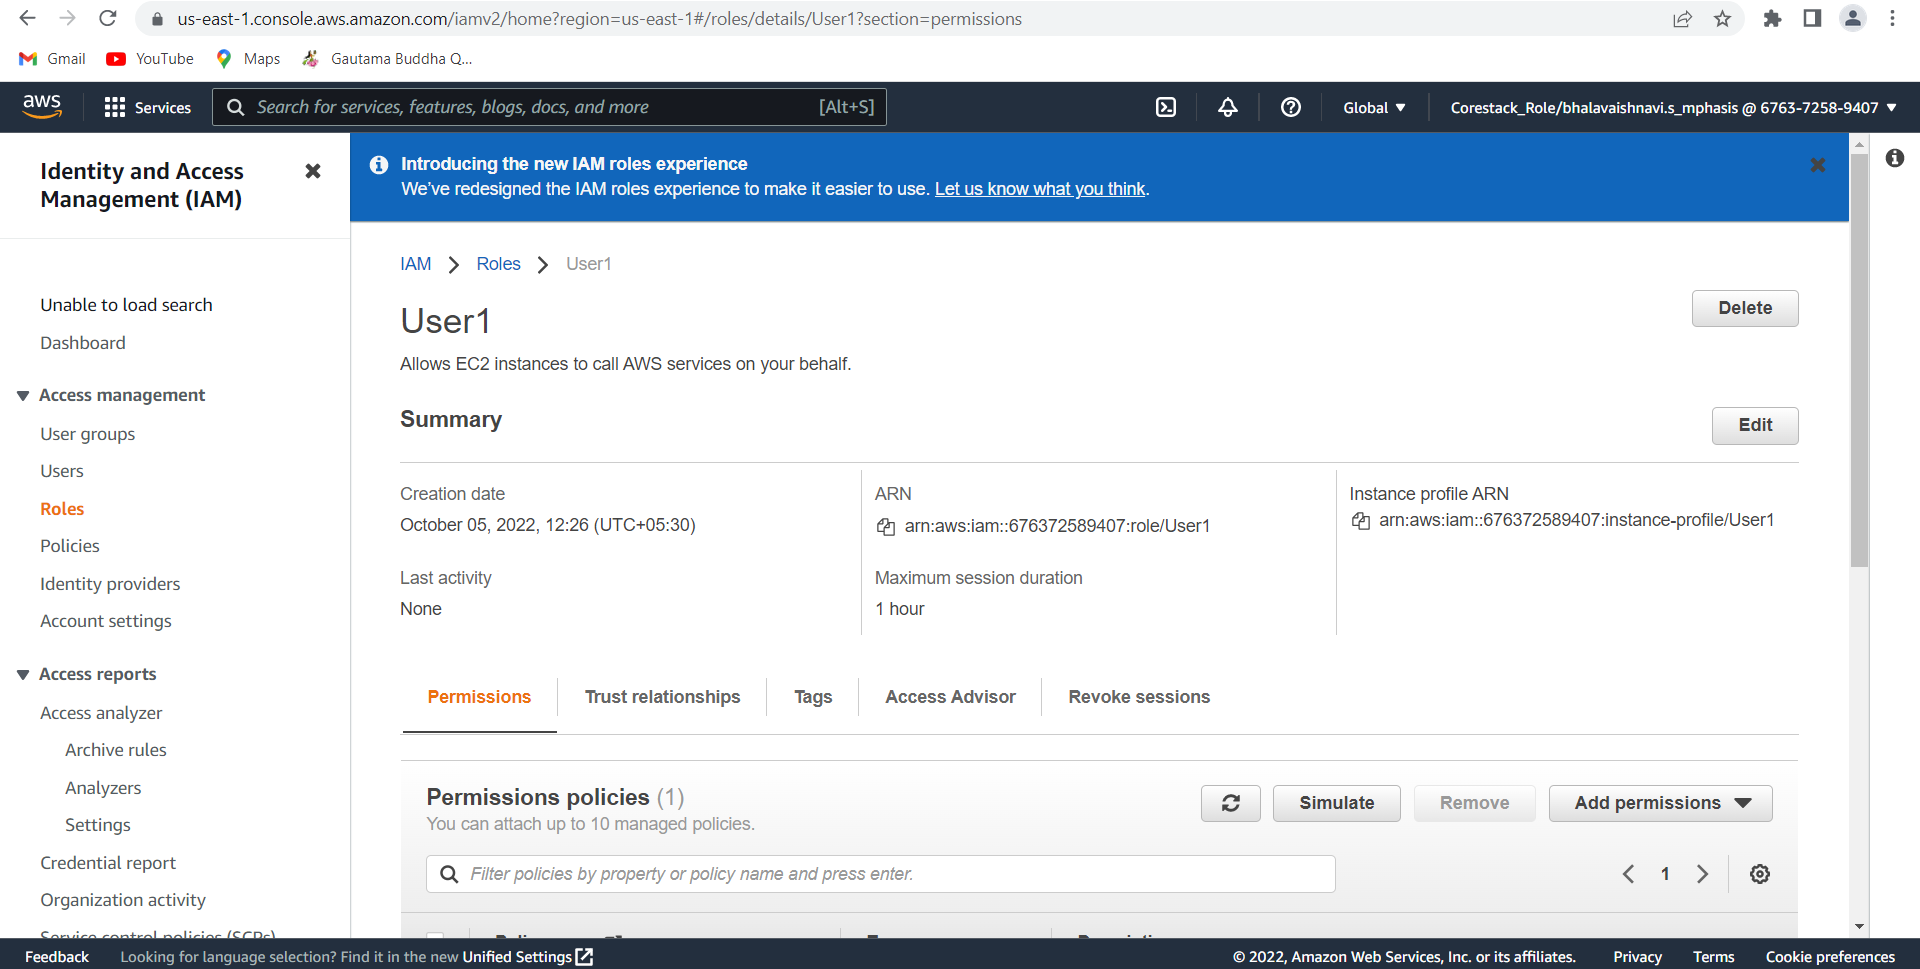 us-east-1.console.aws.amazon.com/iamv2/home?region=us-east-1#/roles/details/User1?section=permissions
Gmail
YouTube
Maps
Gautama Buddha Q...
aws
Services
Search for services, features, blogs, docs, and more
[Alt+S]
Global
Corestack_Role/bhalavaishnavi.s_mphasis @ 6763-7258-9407
Identity and Access
Management (IAM)
Unable to load search
Dashboard
Access management
User groups
Users
Roles
Policies
Identity providers
Account settings
Access reports
Access analyzer
Archive rules
Analyzers
Settings
Credential report
Organization activity
Service control policies (SCPs)
Introducing the new IAM roles experience
We've redesigned the IAM roles experience to make it easier to use. Let us know what you think.
IAM
Roles
User1
User1
Delete
Allows EC2 instances to call AWS services on your behalf.
Summary
Edit
Creation date
October 05, 2022, 12:26 (UTC+05:30)
ARN
arn:aws:iam::676372589407:role/User1
Instance profile ARN
arn:aws:iam::676372589407:instance-profile/User1
Last activity
None
Maximum session duration
1 hour
Permissions
Trust relationships
Tags
Access Advisor
Revoke sessions
Permissions policies (1)
You can attach up to 10 managed policies.
Simulate
Remove
Add permissions
Filter policies by property or policy name and press enter.
1
Feedback
Looking for language selection? Find it in the new Unified Settings
© 2022, Amazon Web Services, Inc. or its affiliates.
Privacy
Terms
Cookie preferences